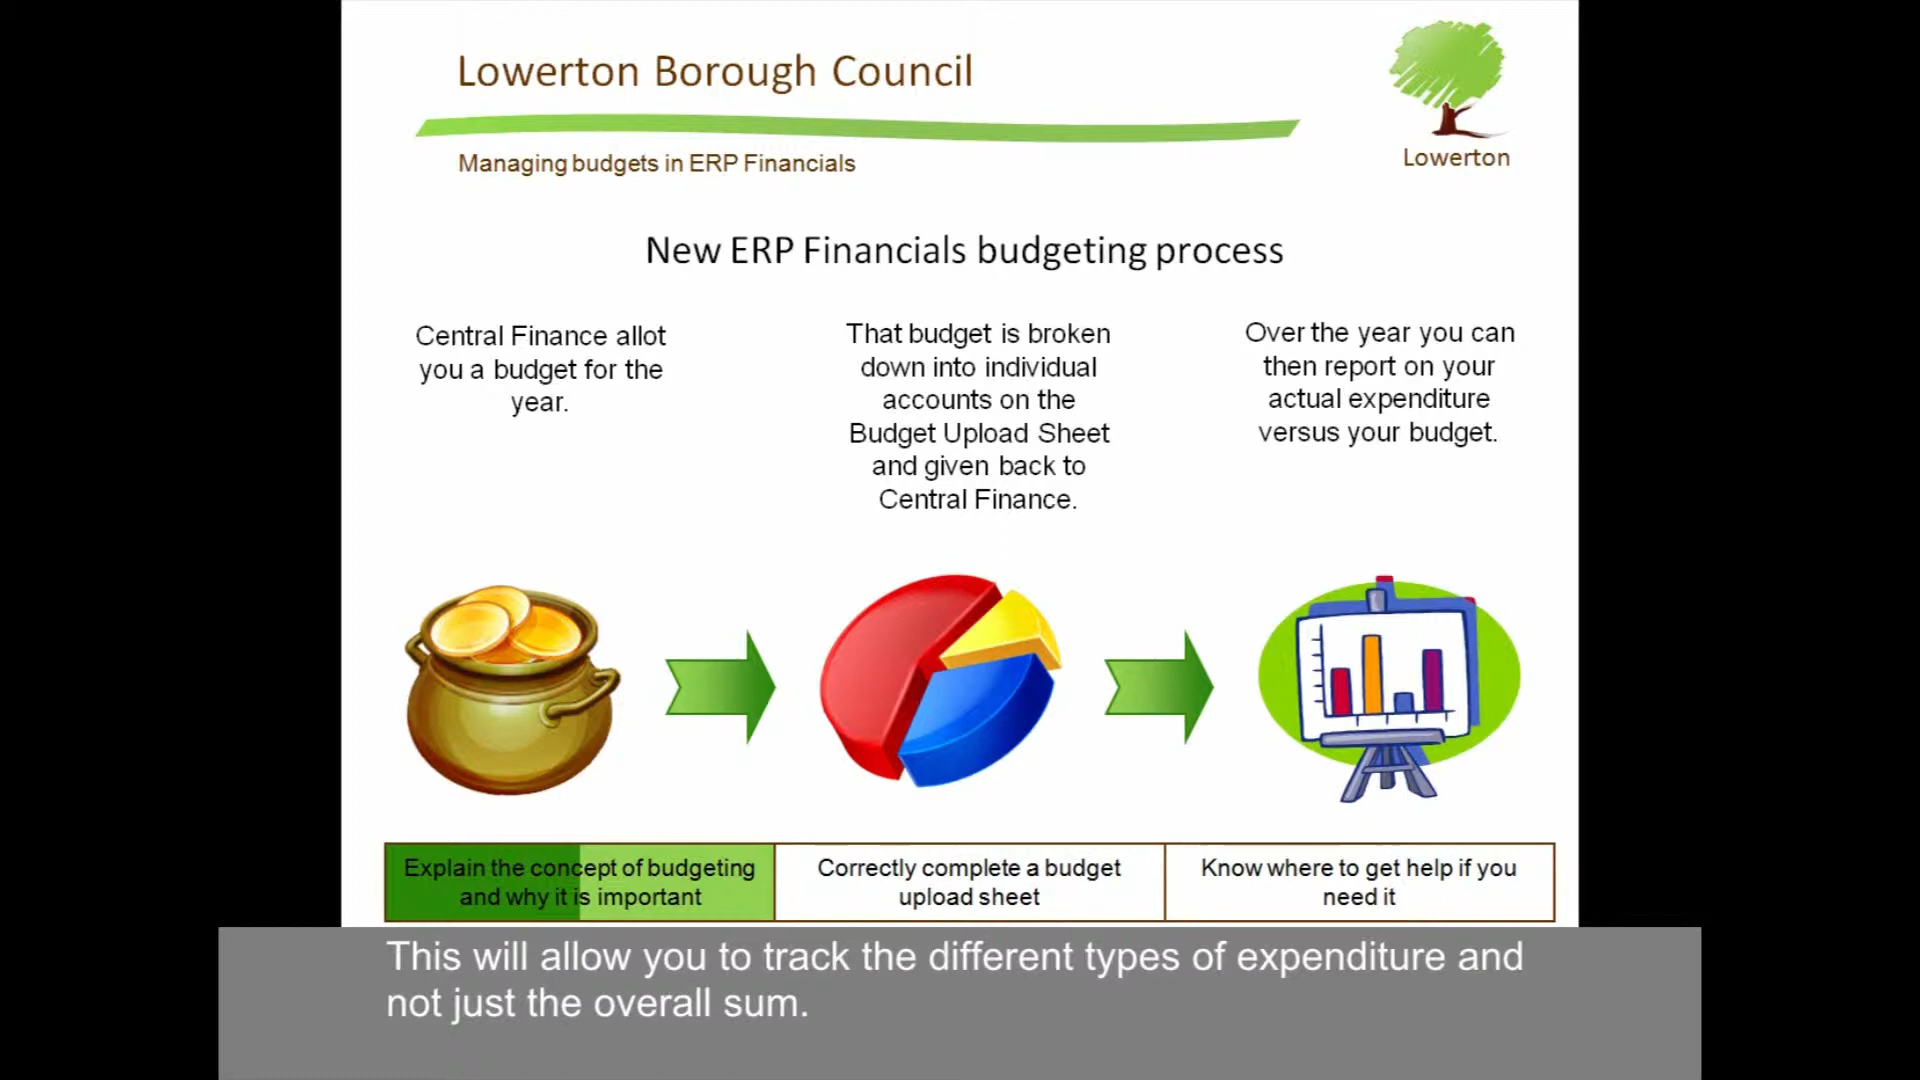 Lowerton Borough Council
Lowerton
Managing budgets in ERP Financials
New ERP Financials budgeting process
Central Finance allot
you a budget for the
year.
That budget is broken
down into individual
accounts on the
Budget Upload Sheet
and given back to
Central Finance.
Over the year you can
then report on your
actual expenditure
versus your budget.
Explain the concept of budgeting
and why it is important
Correctly complete a budget
upload sheet
Know where to get help if you
need it
This will allow you to track the different types of expenditure and
not just the overall sum.